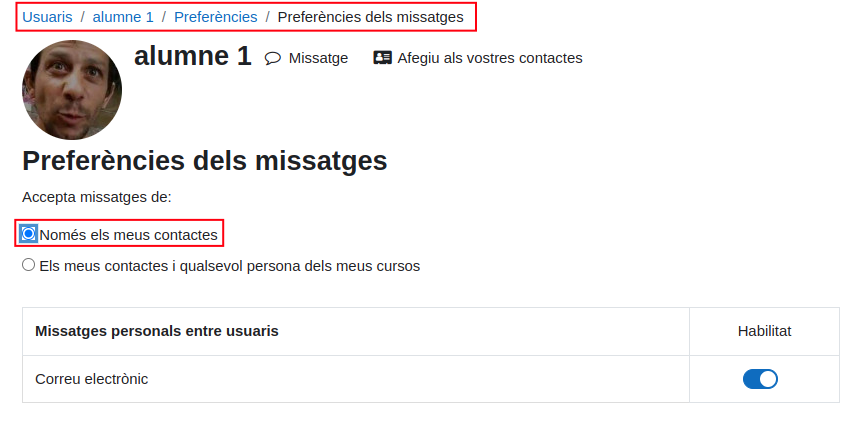 Usuaris / alumne 1 / Preferències / Preferències dels missatges
alumne 1 Missatge Afegiu als vostres contactes
Preferències dels missatges
Accepta missatges de:
Només els meus contactes
Els meus contactes i qualsevol persona dels meus cursos
Missatges personals entre usuaris Habilitat
Correu electrònic